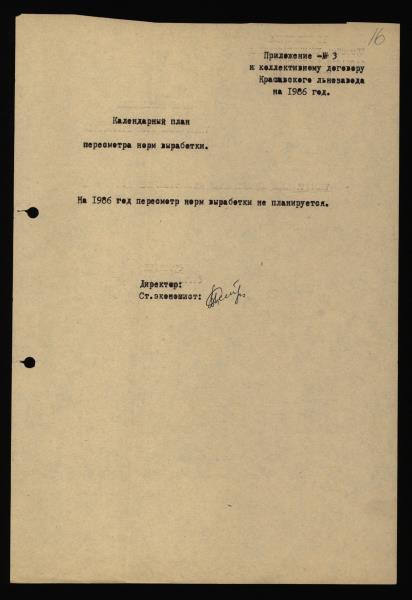 16
Приложение -№ 3
к коллективному договору
Красавского льнозавода
на 1986 год.
Календарный план
пересмотра норм выработки.
На 1986 год пересмотр норм выработки не планируется.
Директор:
Ст.экономист: